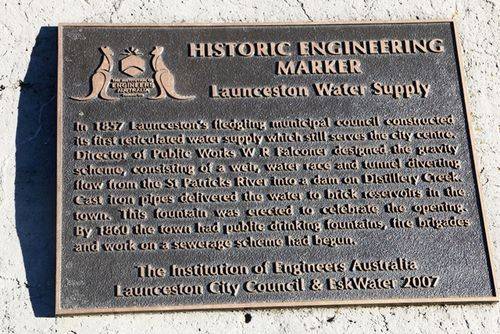 THE INSTITUTION OF
ENGINEERS
AUSTRALIA
HISTORIC ENGINEERING
MARKER
Launceston Water Supply
In 1857 Launceston's fledgling municipal council constructed
its first reticulated water supply which still serves the city centre.
Director of Public Works W R Falconer designed the gravity
scheme, consisting of a weir, water race and tunnel diverting
flow from the St Patricks River into a dam on Distillery Creek.
Cast iron pipes delivered the water to brick reservoirs in the
town. This fountain was erected to celebrate the opening.
By 1860 the town had public drinking fountains, fire brigades
and work on a sewerage scheme had begun.
The Institution of Engineers Australia
Launceston City Council & EskWater 2007